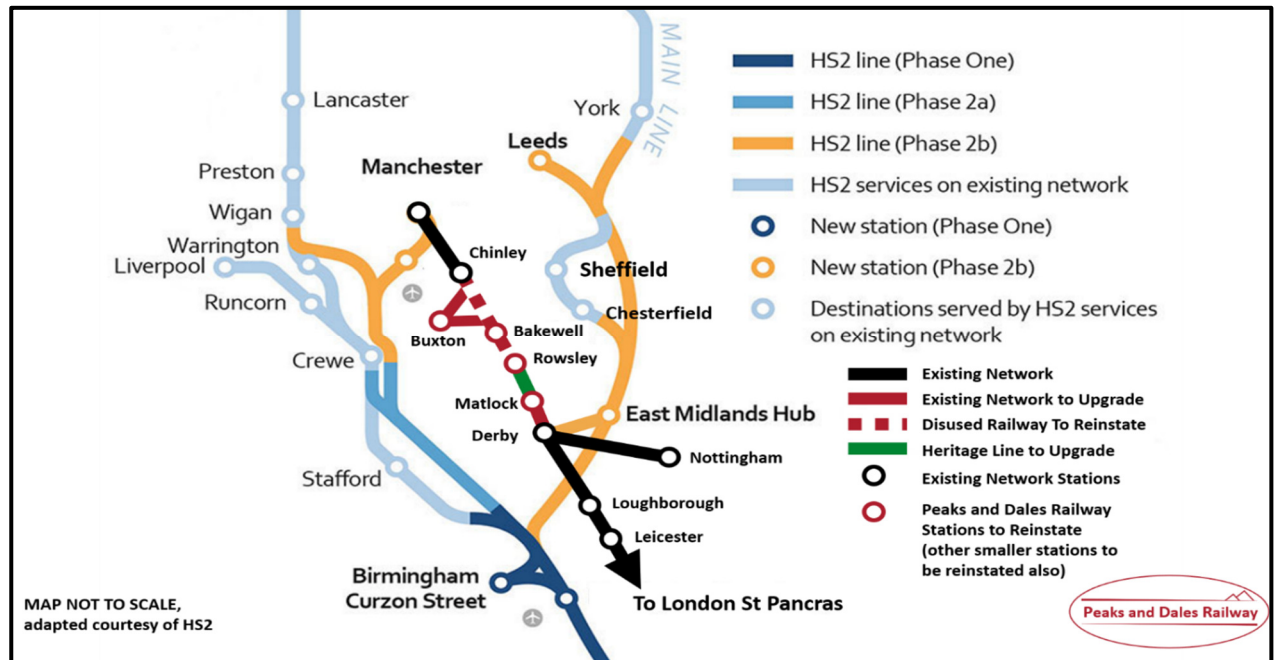 MAIN LINE
Lancaster
York
Leeds
Preston
Manchester
Wigan
Warrington
Chinley
Liverpool
Sheffield
Runcorn
Chesterfield
Buxton
Bakewell
Crewe
Rowsley
Matlock
East Midlands Hub
Derby
Nottingham
Stafford
Loughborough
Leicester
Birmingham
Curzon Street
To London St Pancras
MAP NOT TO SCALE,
adapted courtesy of HS2
HS2 line (Phase One)
HS2 line (Phase 2a)
HS2 line (Phase 2b)
HS2 services on existing network
New station (Phase One)
New station (Phase 2b)
Destinations served by HS2 services
on existing network
Existing Network
Existing Network to Upgrade
Disused Railway To Reinstate
Heritage Line to Upgrade
Existing Network Stations
Peaks and Dales Railway
Stations to Reinstate
(other smaller stations to
be reinstated also)
Peaks and Dales Railway